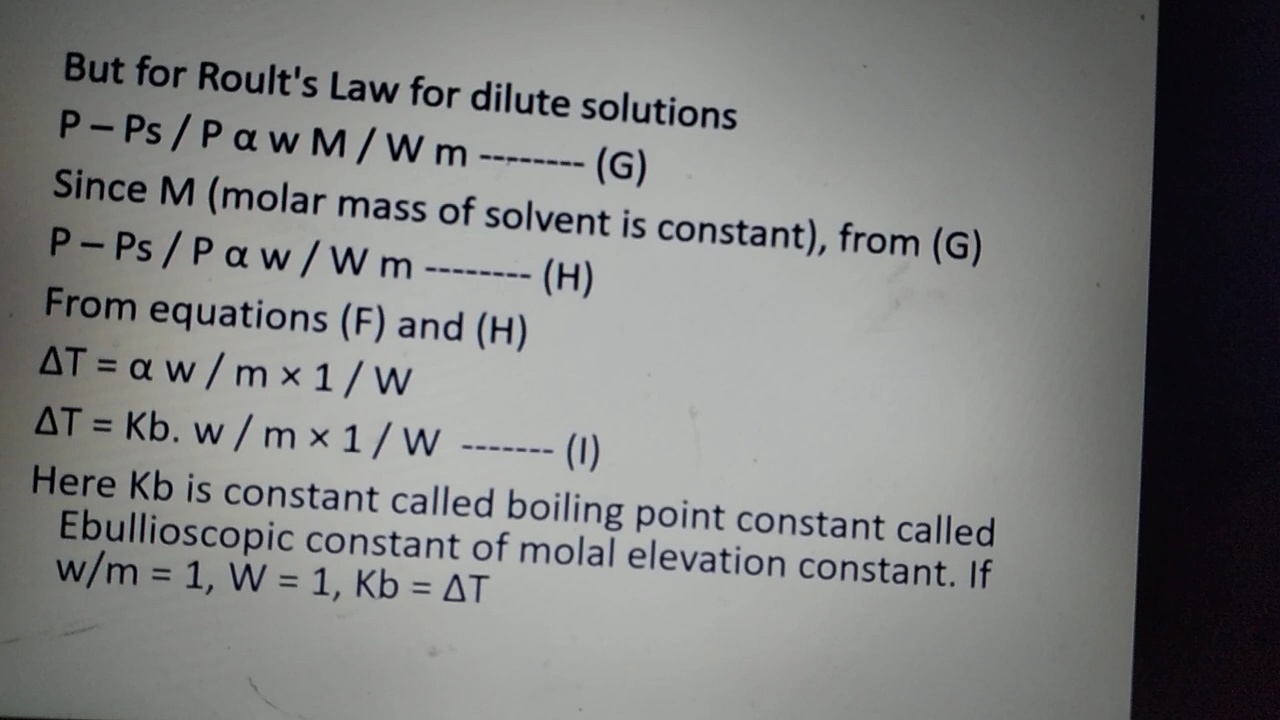 But for Roult's Law for dilute solutions
P – Ps / P α w M / W m -------- (G)
Since M (molar mass of solvent is constant), from (G)
P – Ps / P α w / W m -------- (H)
From equations (F) and (H)
ΔT = α w / m × 1 / W
ΔT = Kb. w / m × 1 / W ------- (I)
Here Kb is constant called boiling point constant called
Ebullioscopic constant of molal elevation constant. If
w/m = 1, W = 1, Kb = ΔT